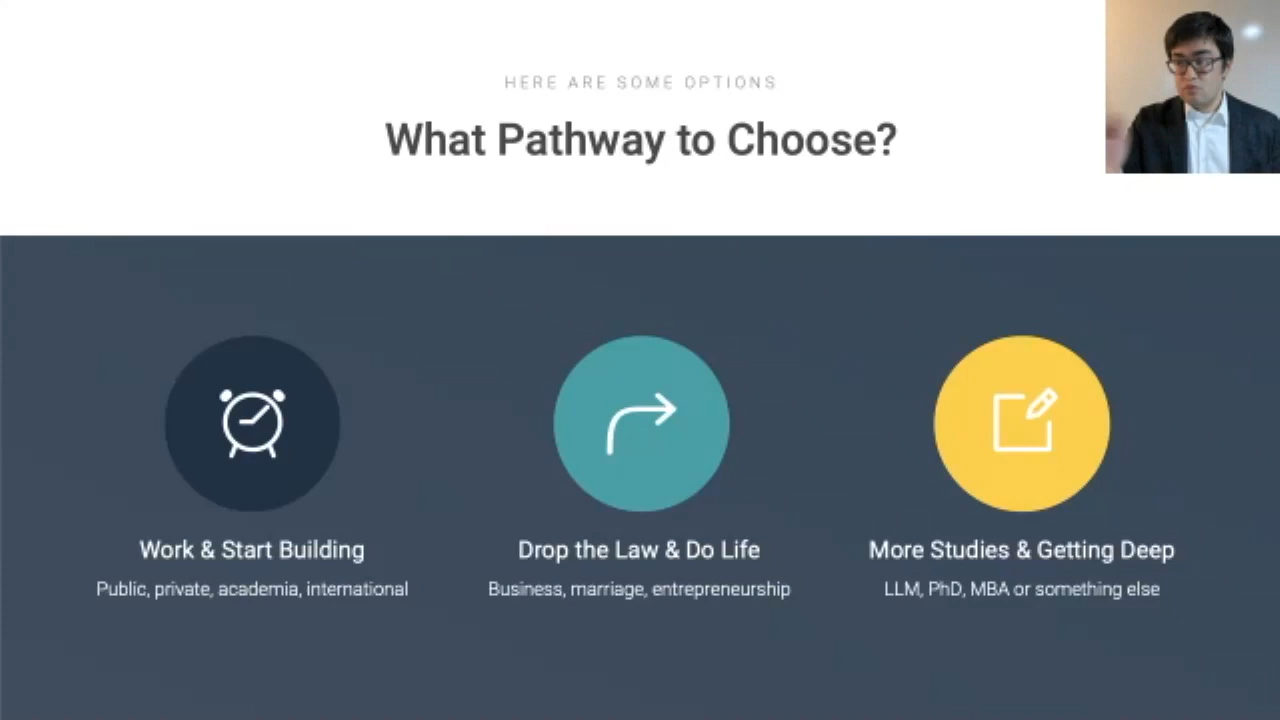 HERE ARE SOME OPTIONS
What Pathway to Choose?
Work & Start Building
Public, private, academia, international
Drop the Law & Do Life
Business, marriage, entrepreneurship
More Studies & Getting Deep
LLM, PhD, MBA or something else